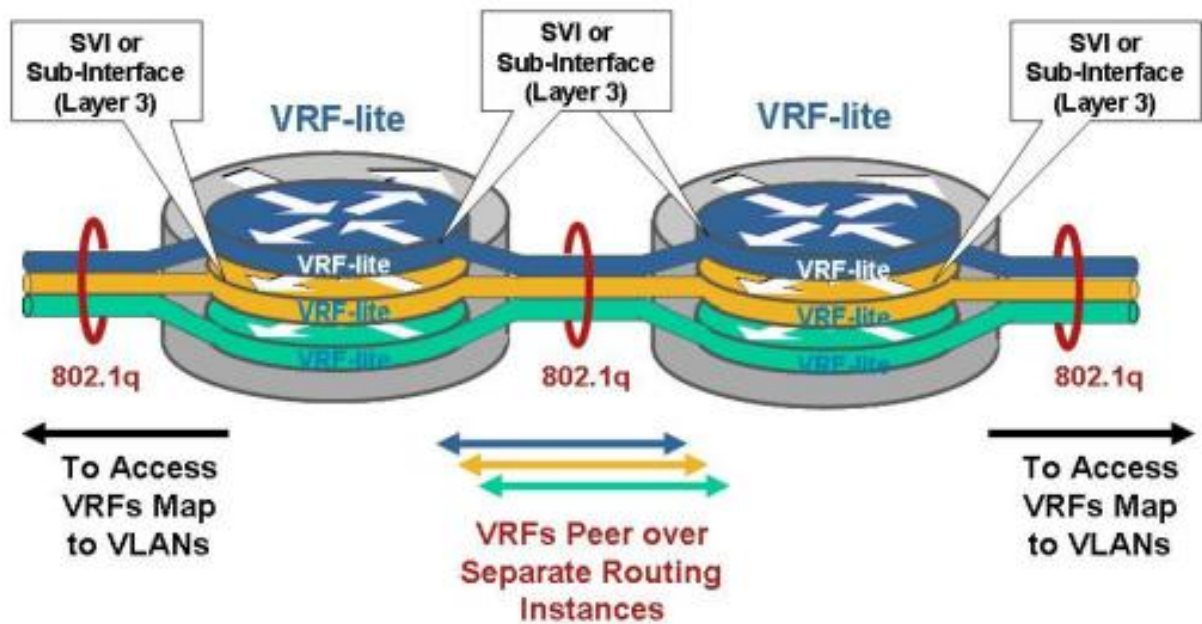 SVI or
Sub-Interface
(Layer 3)
SVI or
Sub-Interface
(Layer 3)
SVI or
Sub-Interface
(Layer 3)
VRF-lite
VRF-lite
VRF-lite
VRF-lite
VRF-lite
VRF-lite
VRF-lite
VRF-lite
802.1q
802.1q
802.1q
To Access
VRFs Map
to VLANs
VRFs Peer over
Separate Routing
Instances
To Access
VRFs Map
to VLANs